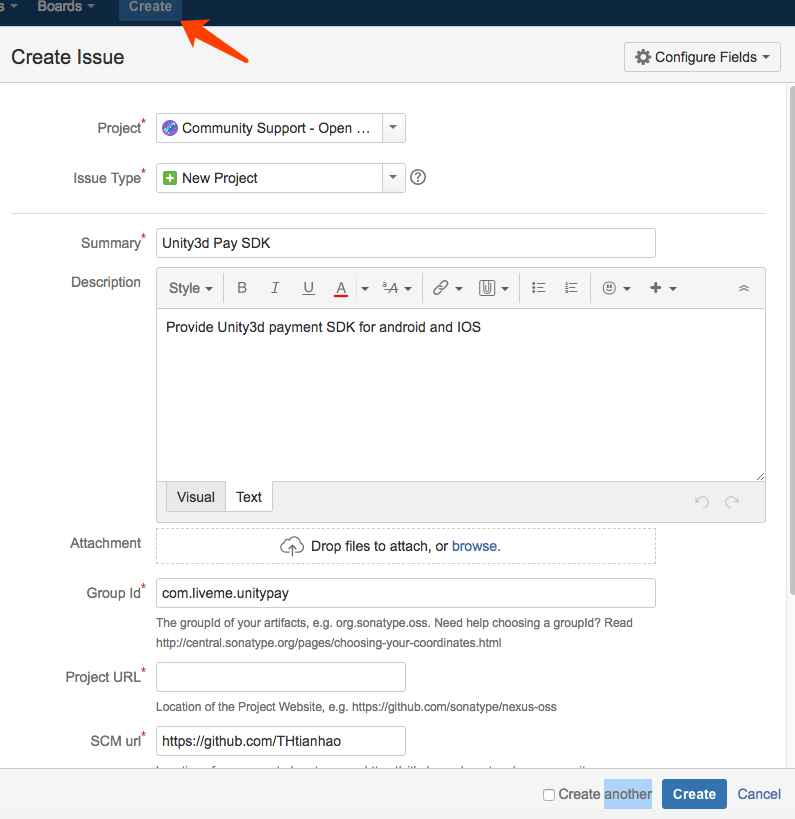 s Boards Create
Create Issue
Configure Fields
Project*
Community Support - Open ...
Issue Type*
New Project
Summary*
Unity3d Pay SDK
Description
Style B I U A ªA
Provide Unity3d payment SDK for android and IOS
Visual Text
Attachment
Drop files to attach, or browse.
Group Id*
com.liveme.unitypay
The groupId of your artifacts, e.g. org.sonatype.oss. Need help choosing a groupId? Read
http://central.sonatype.org/pages/choosing-your-coordinates.html
Project URL*
Location of the Project Website, e.g. https://github.com/sonatype/nexus-oss
SCM url*
https://github.com/THtianhao
Create another Create Cancel